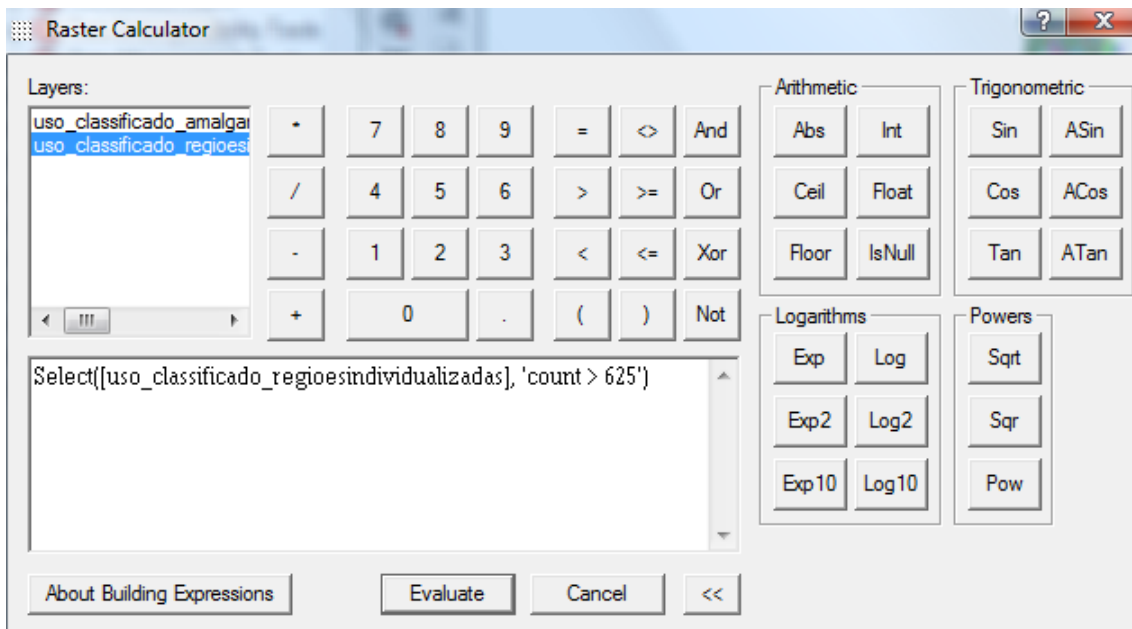 Raster Calculator
? X
Layers:
uso_classificado_amalgar
uso_classificado_regioesi
* 7 8 9 = <> And
/ 4 5 6 > >= Or
- 1 2 3 < <= Xor
+ 0 . ( ) Not
Arithmetic
Abs Int
Ceil Float
Floor IsNull
Trigonometric
Sin ASin
Cos ACos
Tan ATan
Logarithms
Exp Log
Exp2 Log2
Exp10 Log10
Powers
Sqrt
Sqr
Pow
Select([uso_classificado_regioesindividualizadas], 'count > 625')
About Building Expressions Evaluate Cancel <<